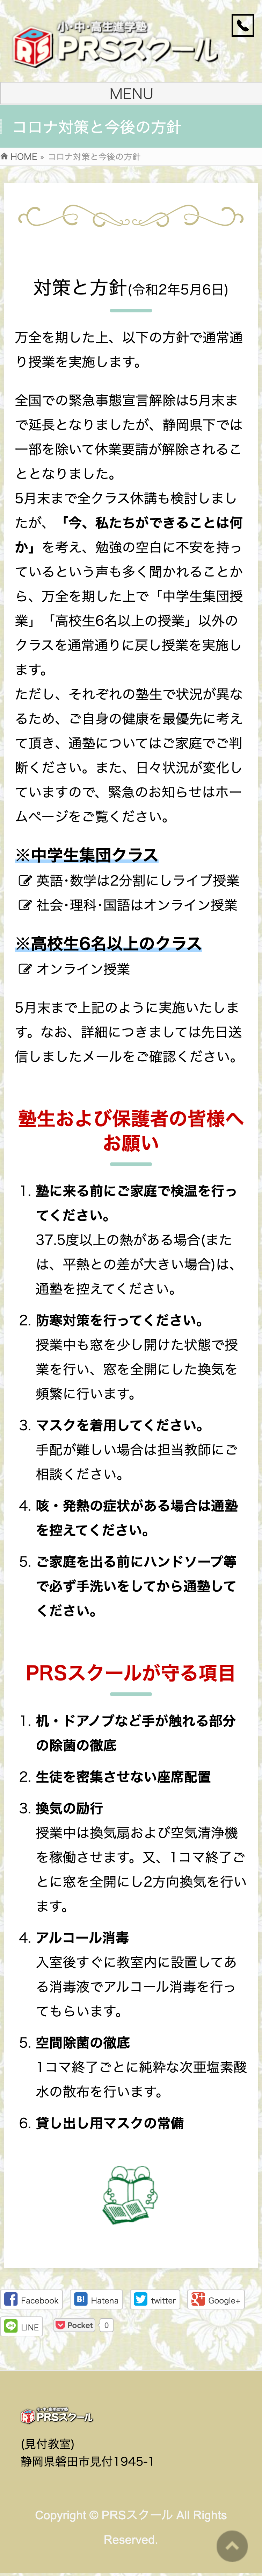 小・中・高生進学塾
PRSスクール
MENU
コロナ対策と今後の方針
HOME » コロナ対策と今後の方針
対策と方針(令和2年5月6日)
万全を期した上、以下の方針で通常通
り授業を実施します。
全国での緊急事態宣言解除は5月末ま
で延長となりましたが、静岡県下では
一部を除いて休業要請が解除されるこ
ととなりました。
5月末まで全クラス休講も検討しまし
たが、「今、私たちができることは何
か」を考え、勉強の空白に不安を持っ
ているという声も多く聞かれることか
ら、万全を期した上で「中学生集団授
業」「高校生6名以上の授業」以外の
クラスを通常通りに戻し授業を実施し
ます。
ただし、それぞれの塾生で状況が異な
るため、ご自身の健康を最優先に考え
て頂き、通塾についてはご家庭でご判
断ください。また、日々状況が変化し
ていますので、緊急のお知らせはホー
ムページをご覧ください。
※中学生集団クラス
英語･数学は2分割にしライブ授業
社会･理科･国語はオンライン授業
※高校生6名以上のクラス
オンライン授業
5月末まで上記のように実施いたしま
す。なお、詳細につきましては先日送
信しましたメールをご確認ください。
塾生および保護者の皆様へ
お願い
1. 塾に来る前にご家庭で検温を行っ
てください。
37.5度以上の熱がある場合(また
は、平熱との差が大きい場合)は、
通塾を控えてください。
2. 防寒対策を行ってください。
授業中も窓を少し開けた状態で授
業を行い、窓を全開にした換気を
頻繁に行います。
3. マスクを着用してください。
手配が難しい場合は担当教師にご
相談ください。
4. 咳・発熱の症状がある場合は通塾
を控えてください。
5. ご家庭を出る前にハンドソープ等
で必ず手洗いをしてから通塾して
ください。
PRSスクールが守る項目
1. 机・ドアノブなど手が触れる部分
の除菌の徹底
2. 生徒を密集させない座席配置
3. 換気の励行
授業中は換気扇および空気清浄機
を稼働させます。又、1コマ終了ご
とに窓を全開にし2方向換気を行い
ます。
4. アルコール消毒
入室後すぐに教室内に設置してあ
る消毒液でアルコール消毒を行っ
てもらいます。
5. 空間除菌の徹底
1コマ終了ごとに純粋な次亜塩素酸
水の散布を行います。
6. 貸し出し用マスクの常備
Facebook
Hatena
twitter
Google+
LINE
Pocket
0
小・中・高生進学塾
PRSスクール
(見付教室)
静岡県磐田市見付1945-1
Copyright © PRSスクール All Rights
Reserved.